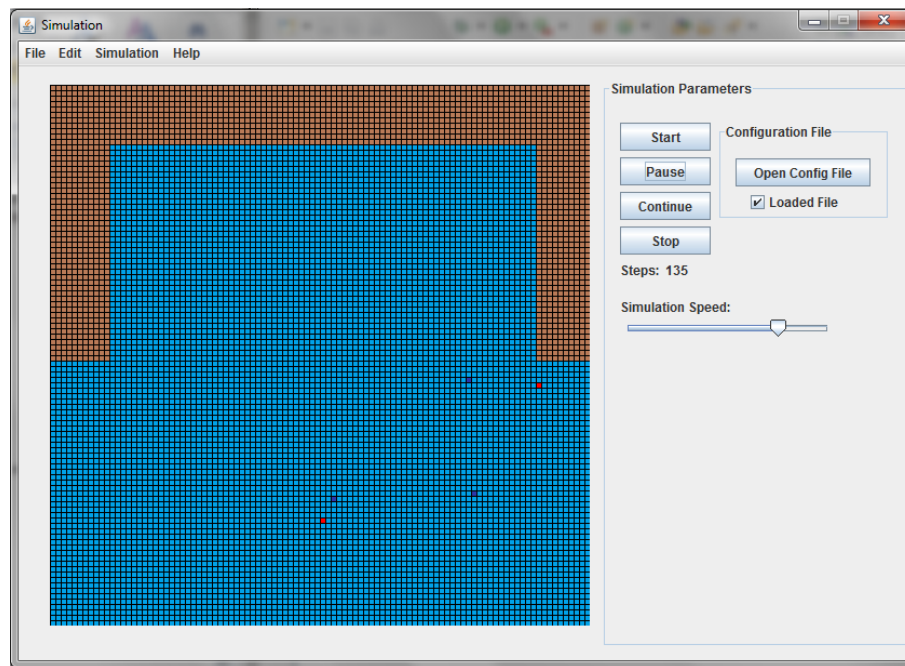 Simulation
File Edit Simulation Help
Simulation Parameters
Start
Configuration File
Pause
Open Config File
Continue
Loaded File
Stop
Steps: 135
Simulation Speed: